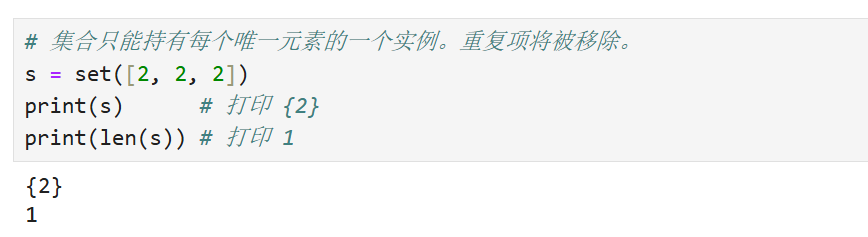 # 集合只能持有每个唯一元素的一个实例。重复项将被移除。
s = set([2, 2, 2])
print(s)      # 打印 {2}
print(len(s)) # 打印 1
{2}
1